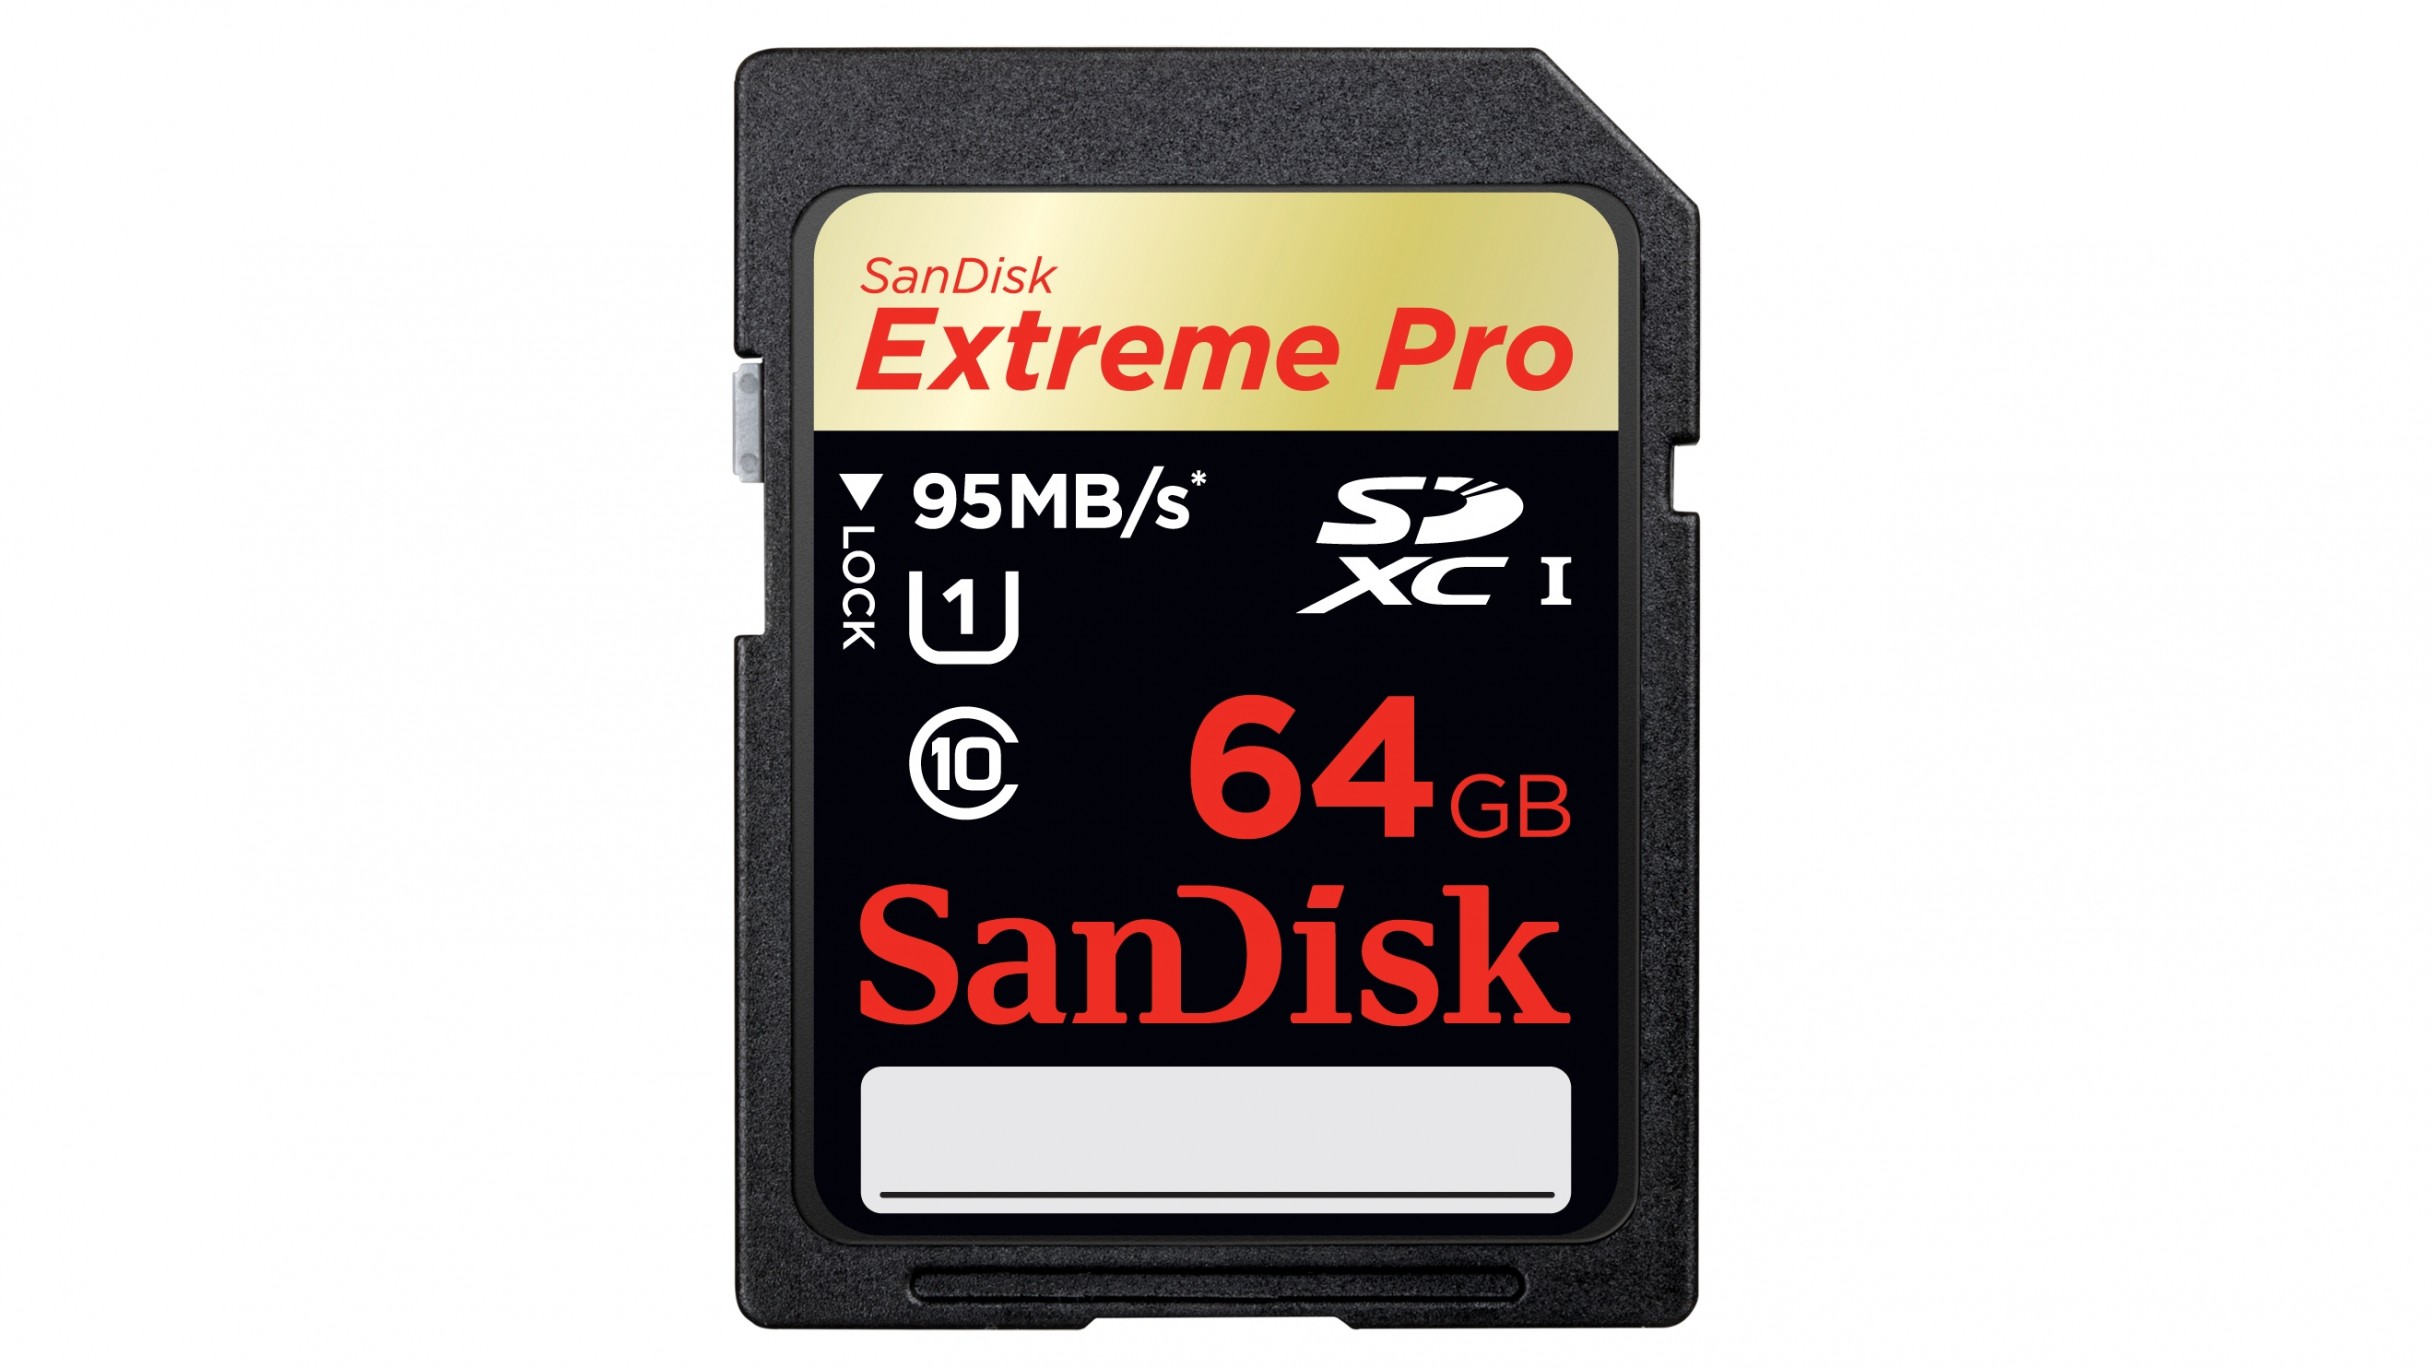 SanDisk
Extreme Pro
95MB/s*
LOCK
SD
XC I
1
10
64GB
SanDisk